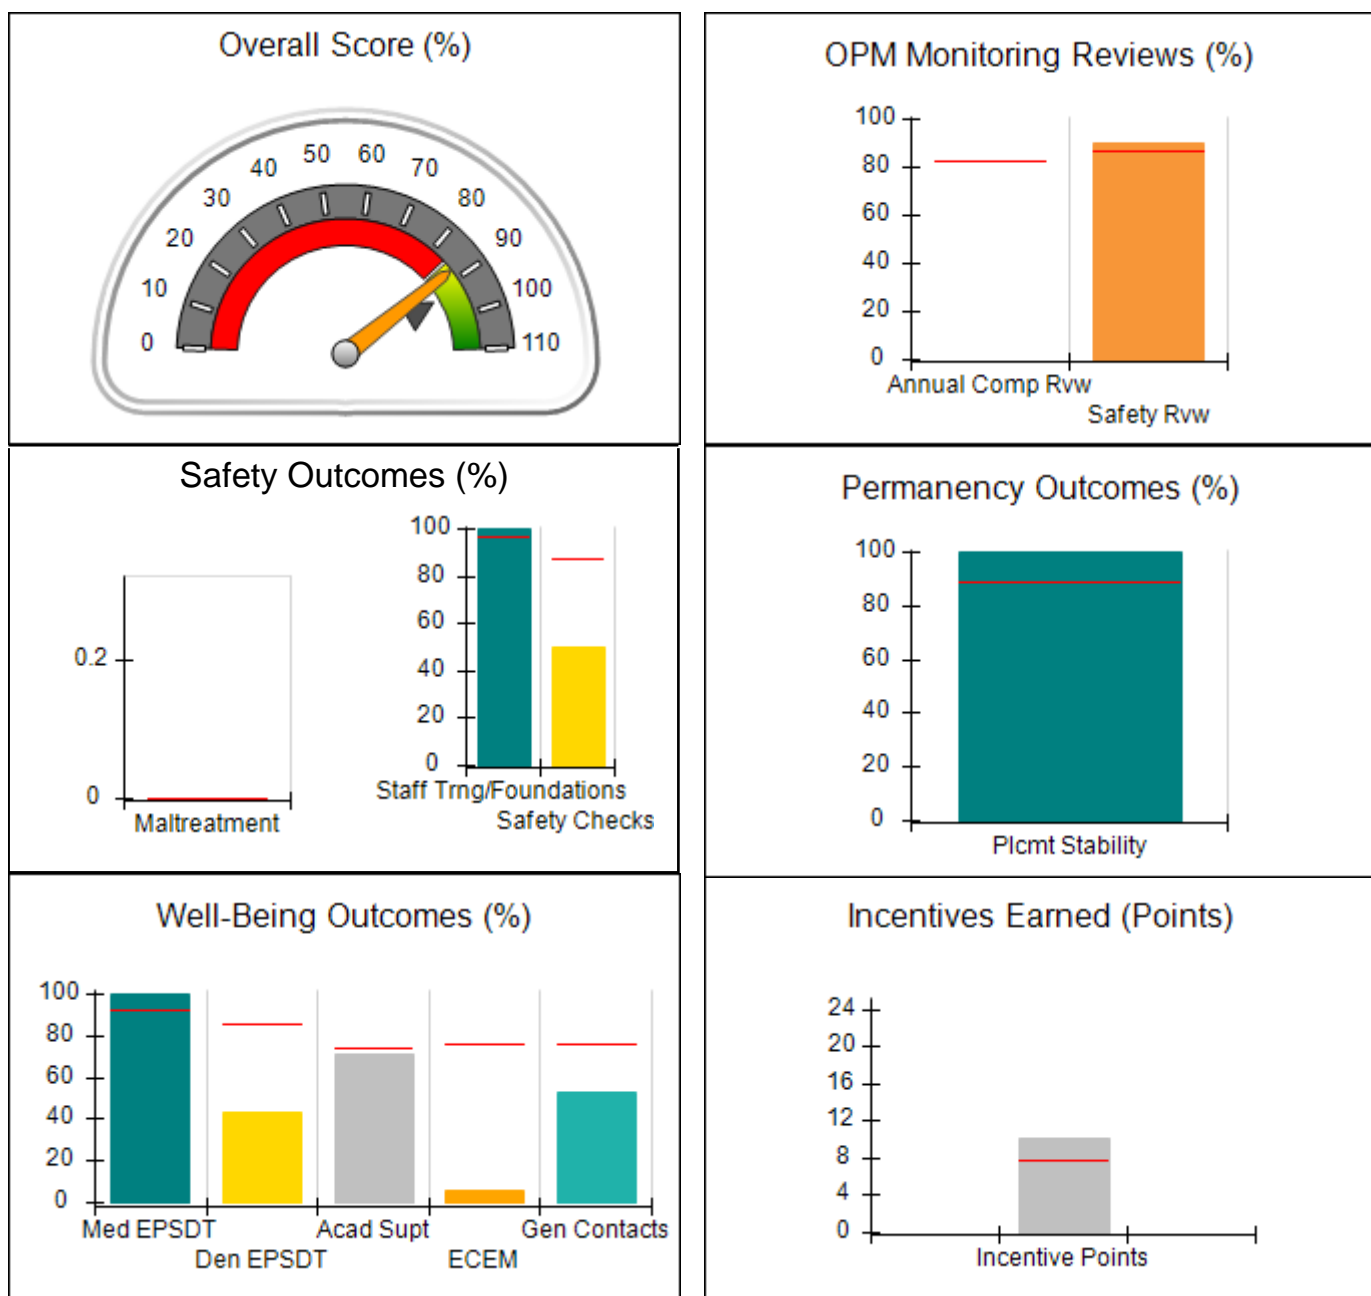 Overall Score (%)
0
10
20
30
40
50
60
70
80
90
100
110
OPM Monitoring Reviews (%)
100
80
60
40
20
0
Annual Comp Rvw
Safety Rvw
Safety Outcomes (%)
0.2
0
Maltreatment
100
80
60
40
20
0
Staff Trng/Foundations
Safety Checks
Permanency Outcomes (%)
100
80
60
40
20
0
Plcmt Stability
Well-Being Outcomes (%)
100
80
60
40
20
0
Med EPSDT
Den EPSDT
Acad Supt
ECEM
Gen Contacts
Incentives Earned (Points)
24
20
16
12
8
4
0
Incentive Points